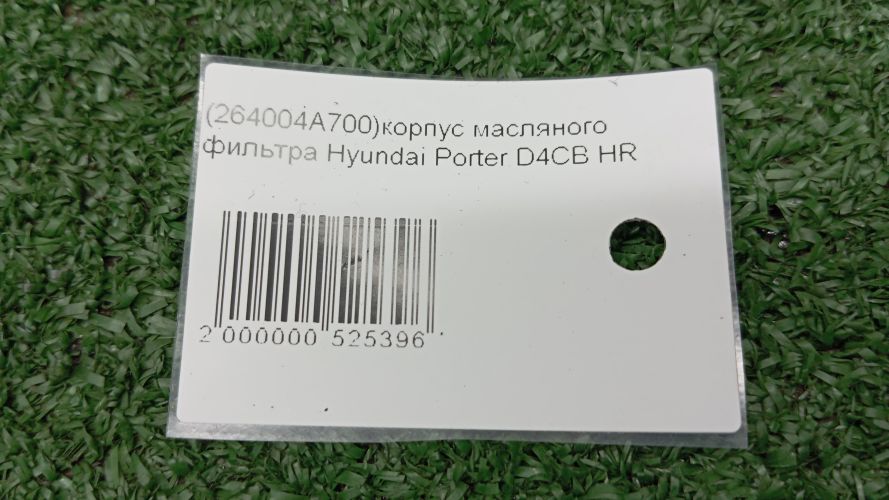 (264004A700)корпус масляного
фильтра Hyundai Porter D4CB HR
2 000000 525396